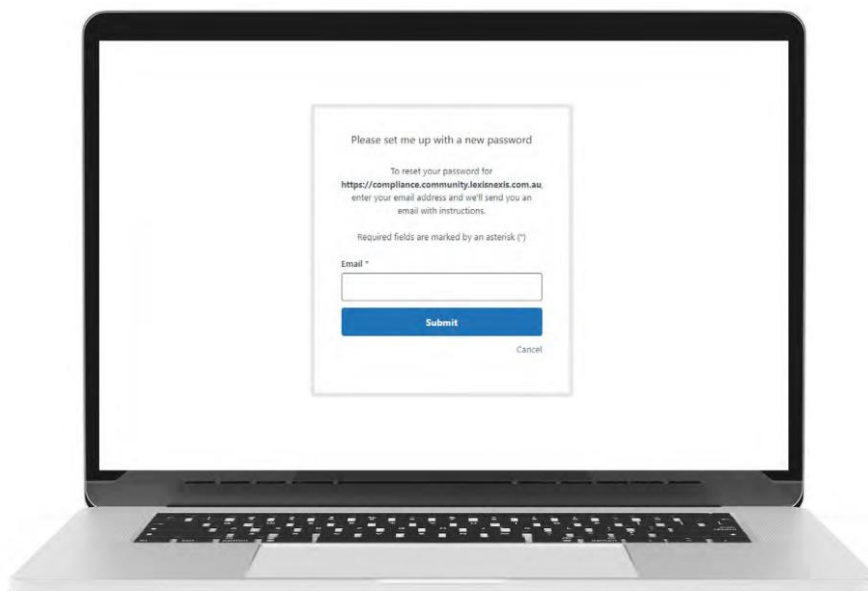 Please set me up with a new password
To reset your password for
https://compliance.community.lexisnexis.com.au,
enter your email address and we'll send you an
email with instructions.
Required fields are marked by an asterisk (*)
Email *
Submit
Cancel